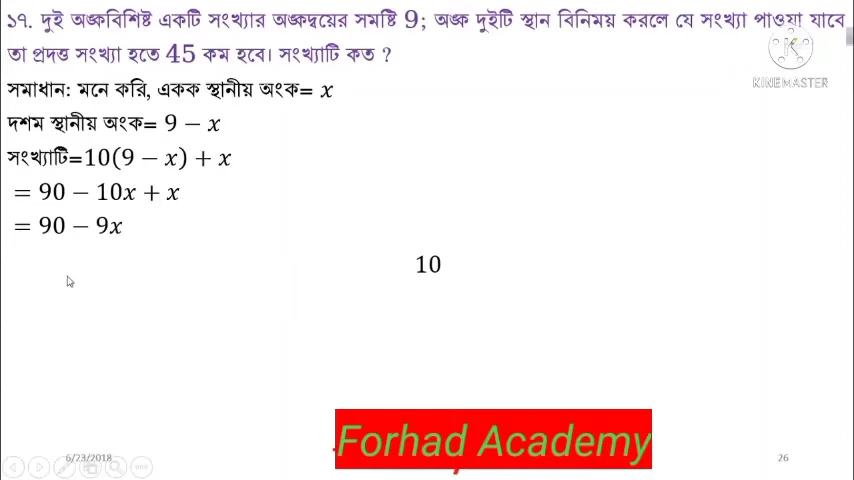 ১৭. দুই অঙ্কবিশিষ্ট একটি সংখ্যার অঙ্কদ্বয়ের সমষ্টি 9; অঙ্ক দুইটি স্থান বিনিময় করলে যে সংখ্যা পাওয়া যাবে
তা প্রদত্ত সংখ্যা হতে 45 কম হবে। সংখ্যাটি কত ?
KINEMASTER
সমাধান: মনে করি, একক স্থানীয় অংক= x
দশম স্থানীয় অংক= 9 − x
সংখ্যাটি=10(9 − x) + x
= 90 − 10x + x
= 90 − 9x
10
Forhad Academy
6/23/2018
26